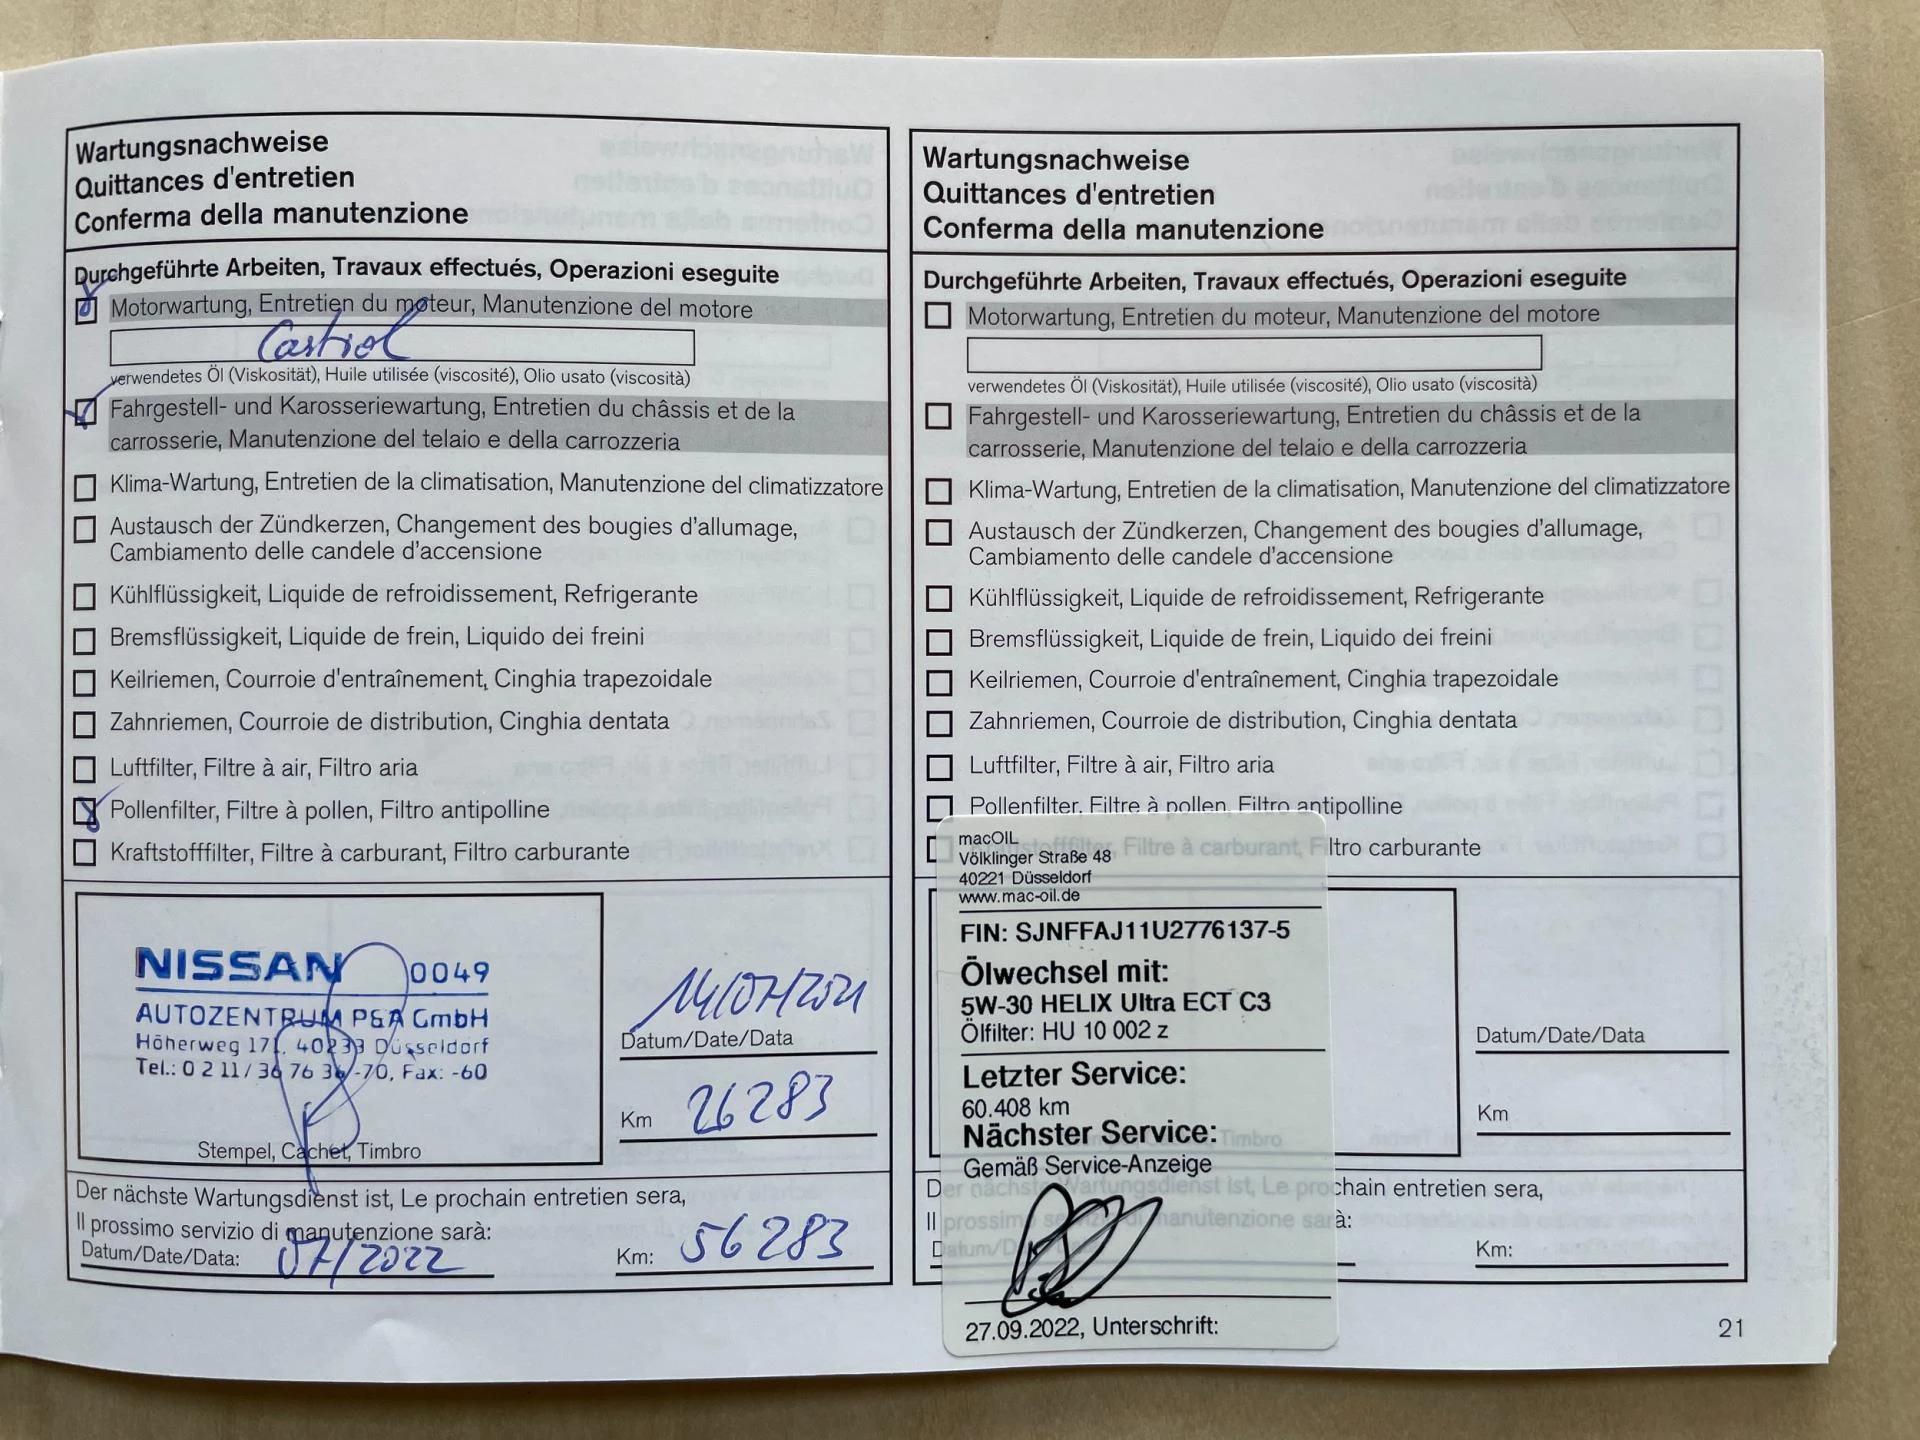 Wartungsnachweise
Quittances d'entretien
Conferma della manutenzione
Durchgeführte Arbeiten, Travaux effectués, Operazioni eseguite
Motorwartung, Entretien du moteur, Manutenzione del motore
Castrol
verwendetes Öl (Viskosität), Huile utilisée (viscosité), Olio usato (viscosità)
Fahrgestell- und Karosseriewartung, Entretien du châssis et de la
carrosserie, Manutenzione del telaio e della carrozzeria
Klima-Wartung, Entretien de la climatisation, Manutenzione del climatizzatore
Austausch der Zündkerzen, Changement des bougies d'allumage,
Cambiamento delle candele d'accensione
Kühlflüssigkeit, Liquide de refroidissement, Refrigerante
Bremsflüssigkeit, Liquide de frein, Liquido dei freini
Keilriemen, Courroie d'entraînement, Cinghia trapezoidale
Zahnriemen, Courroie de distribution, Cinghia dentata
Luftfilter, Filtre à air, Filtro aria
Pollenfilter, Filtre à pollen, Filtro antipolline
Kraftstofffilter, Filtre à carburant, Filtro carburante
NISSAN 0049
AUTOZENTRUM P&A GmbH
Höherweg 171, 40233 Düsseldorf
Tel.: 0 2 11 / 36 76 36-70, Fax: -60
Stempel, Cachet, Timbro
14/07/2021
Datum/Date/Data
Km 26283
Der nächste Wartungsdienst ist, Le prochain entretien sera,
Il prossimo servizio di manutenzione sarà:
Datum/Date/Data: 07/2022 Km: 56283
Wartungsnachweise
Quittances d'entretien
Conferma della manutenzione
Durchgeführte Arbeiten, Travaux effectués, Operazioni eseguite
Motorwartung, Entretien du moteur, Manutenzione del motore
verwendetes Öl (Viskosität), Huile utilisée (viscosité), Olio usato (viscosità)
Fahrgestell- und Karosseriewartung, Entretien du châssis et de la
carrosserie, Manutenzione del telaio e della carrozzeria
Klima-Wartung, Entretien de la climatisation, Manutenzione del climatizzatore
Austausch der Zündkerzen, Changement des bougies d'allumage,
Cambiamento delle candele d'accensione
Kühlflüssigkeit, Liquide de refroidissement, Refrigerante
Bremsflüssigkeit, Liquide de frein, Liquido dei freini
Keilriemen, Courroie d'entraînement, Cinghia trapezoidale
Zahnriemen, Courroie de distribution, Cinghia dentata
Luftfilter, Filtre à air, Filtro aria
Pollenfilter, Filtre à pollen, Filtro antipolline
Kraftstofffilter, Filtre à carburant, Filtro carburante
macOIL
Völklinger Straße 48
40221 Düsseldorf
www.mac-oil.de
FIN: SJNFFAJ11U2776137-5
Ölwechsel mit:
5W-30 HELIX Ultra ECT C3
Ölfilter: HU 10 002 z
Letzter Service:
60.408 km
Nächster Service:
Gemäß Service-Anzeige
27.09.2022, Unterschrift:
Timbro
Datum/Date/Data
Km
Der nächste Wartungsdienst ist, Le prochain entretien sera,
Il prossimo servizio di manutenzione sarà:
Datum/Da
Km:
21